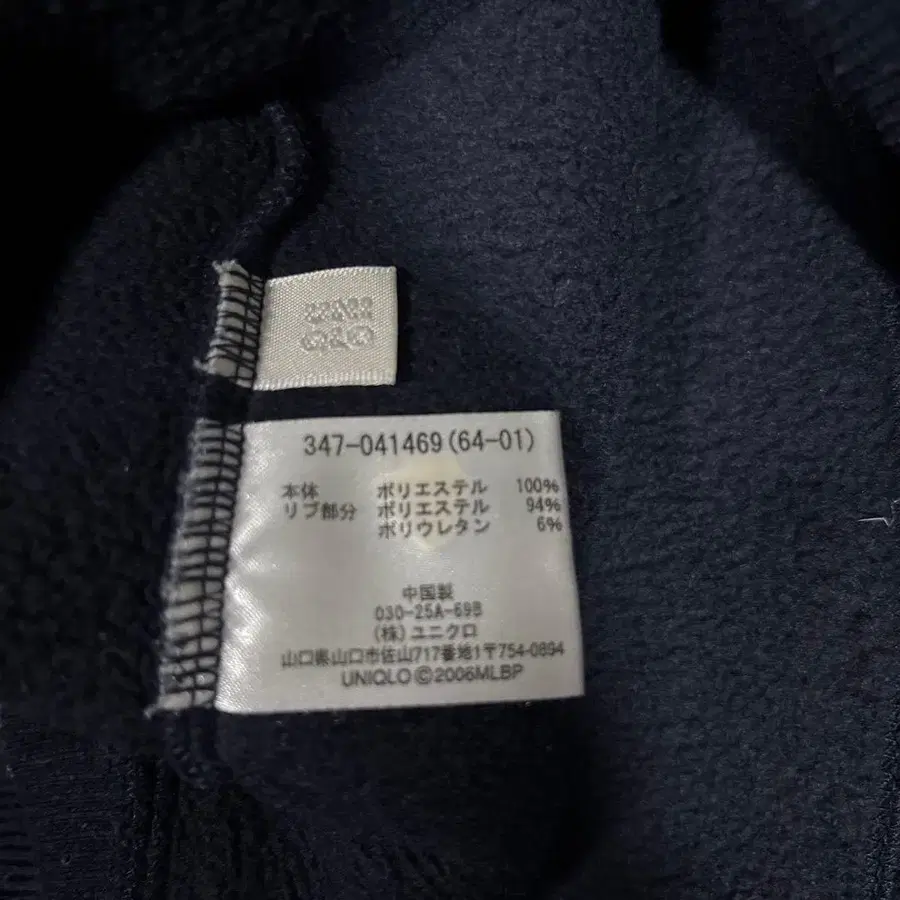 347-041469(64-01)
本体 ポリエステル 100%
リブ部分 ポリエステル 94%
ポリウレタン 6%
中国製
030-25A-69B
(株)ユニクロ
山口県山口市佐山717番地1〒754-0894
UNIQLO©2006MLBP